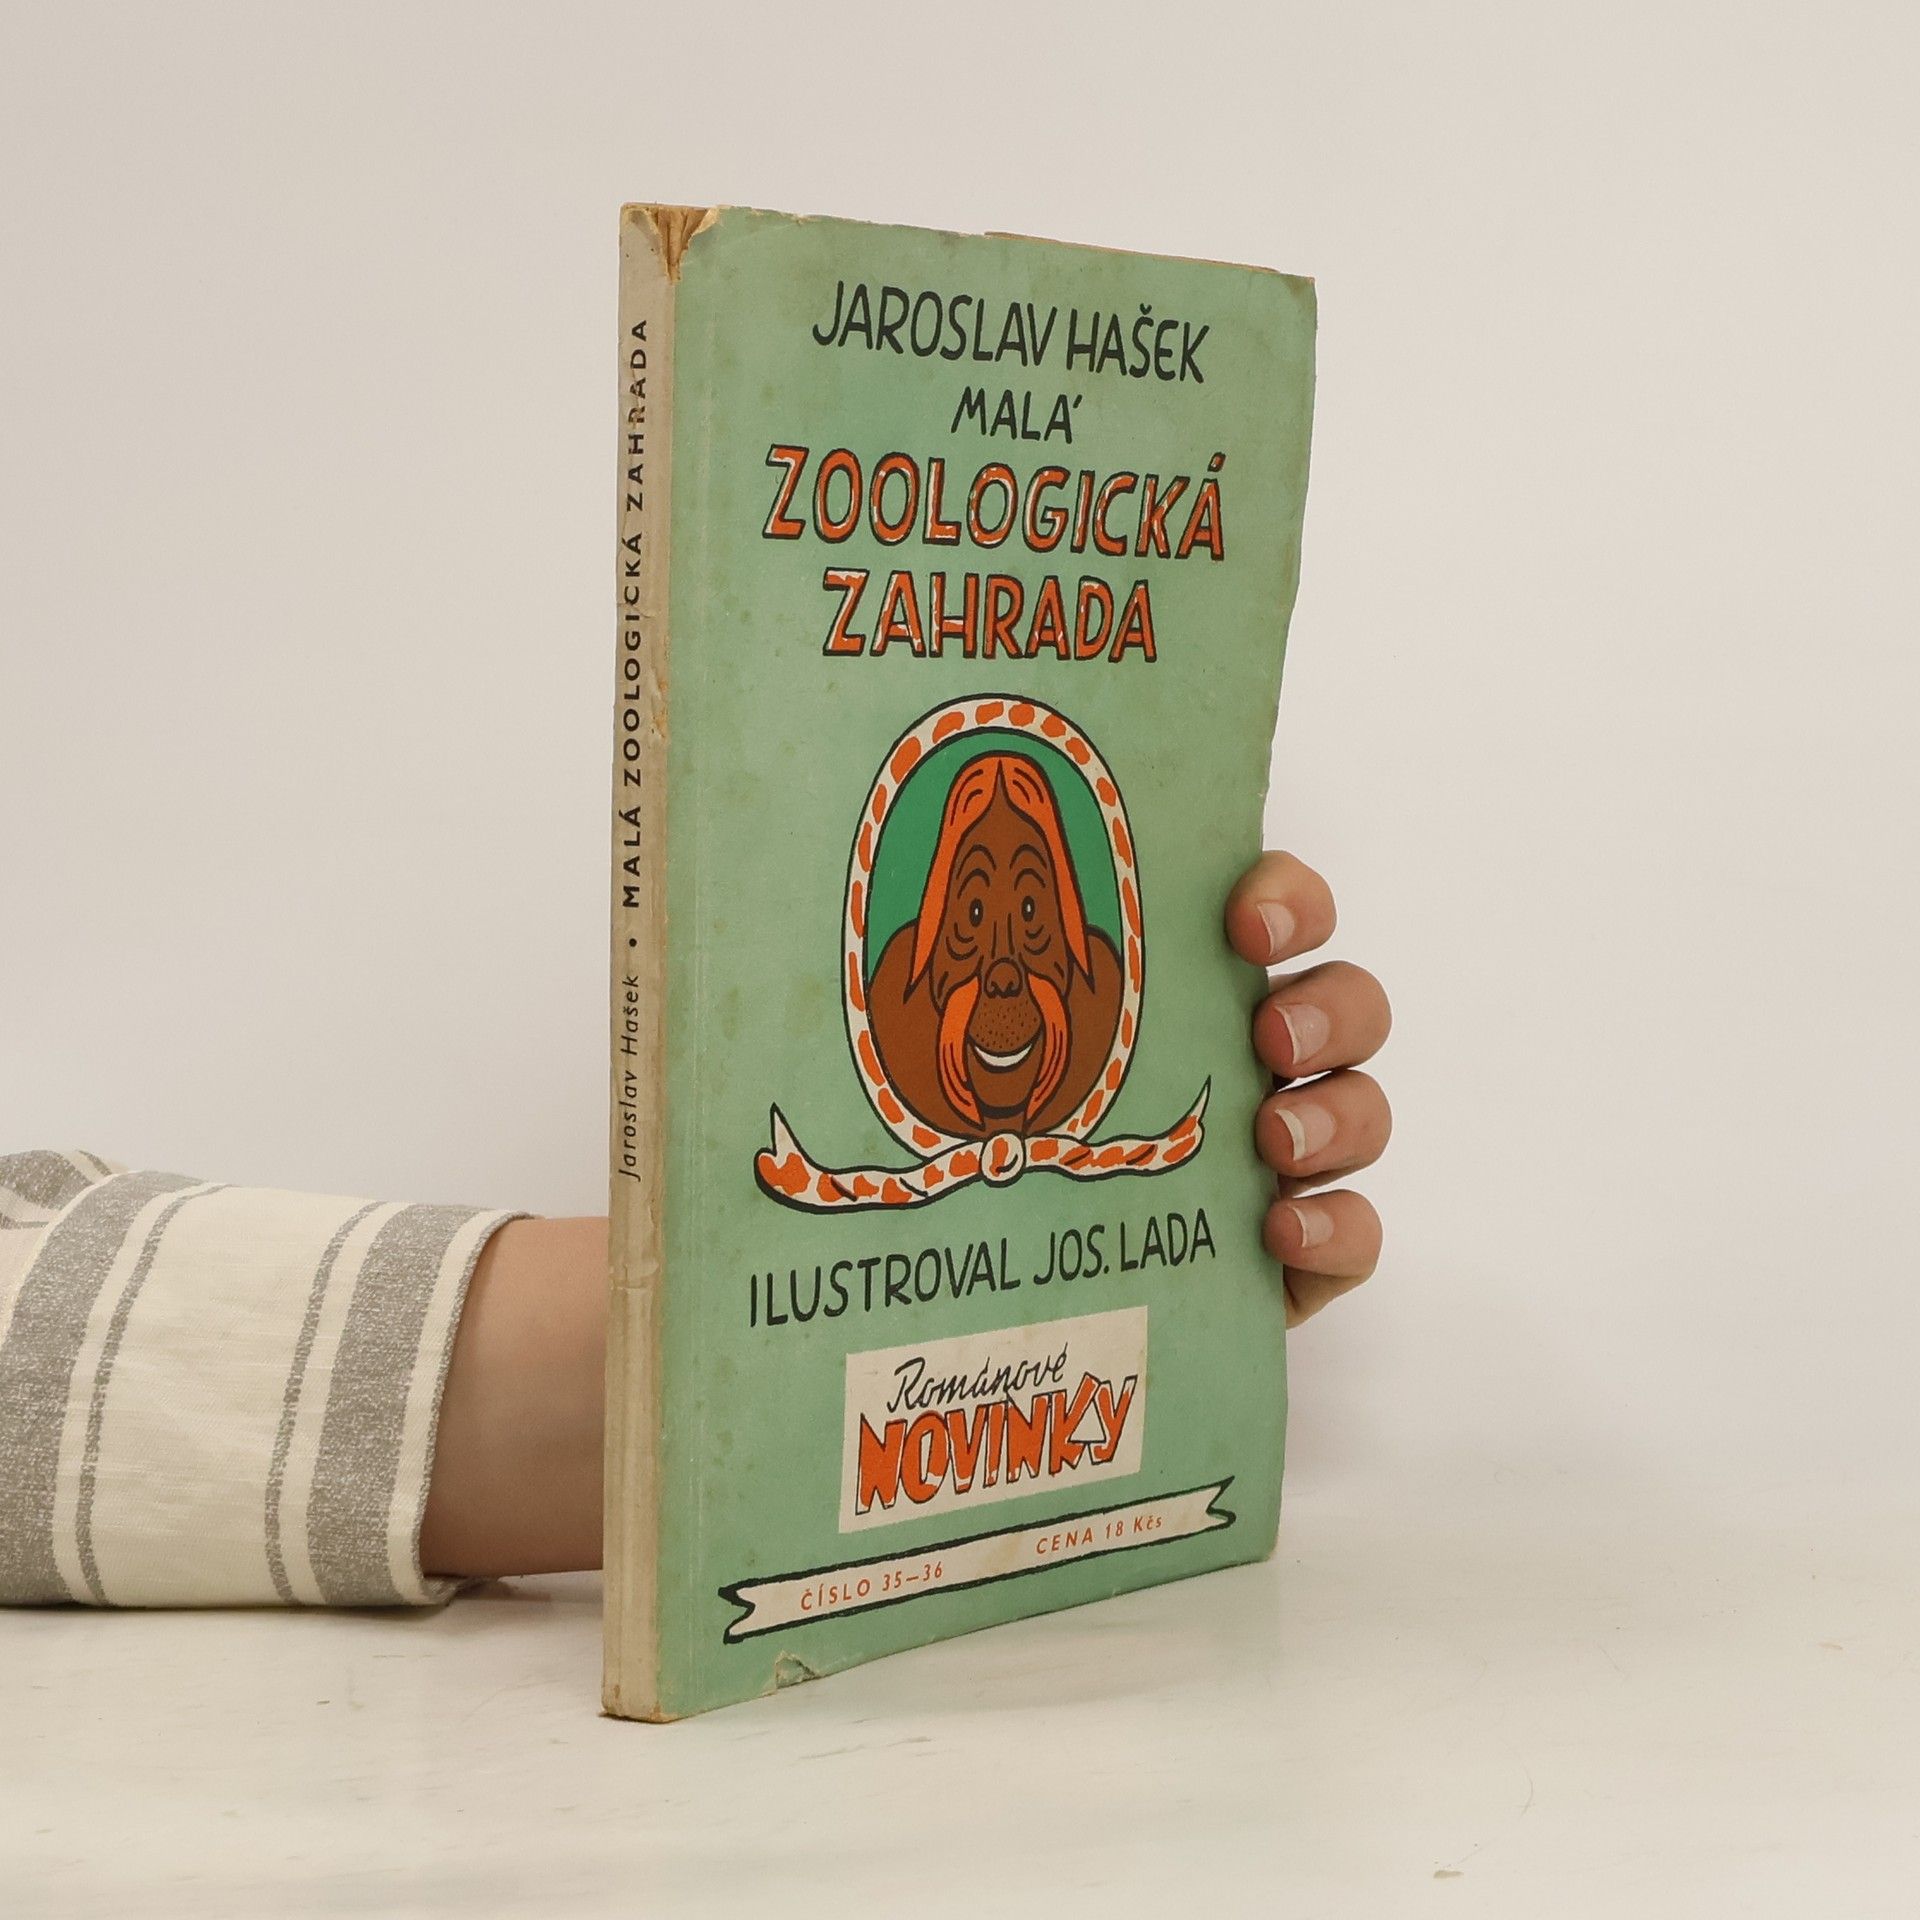 Jaroslav Hašek • MALÁ ZOOLOGICKÁ ZAHRADA
JAROSLAV HAŠEK
MALÁ
ZOOLOGICKÁ
ZAHRADA
ILUSTROVAL JOS. LADA
Románové
NOVINKY
ČÍSLO 35–36 CENA 18 Kčs